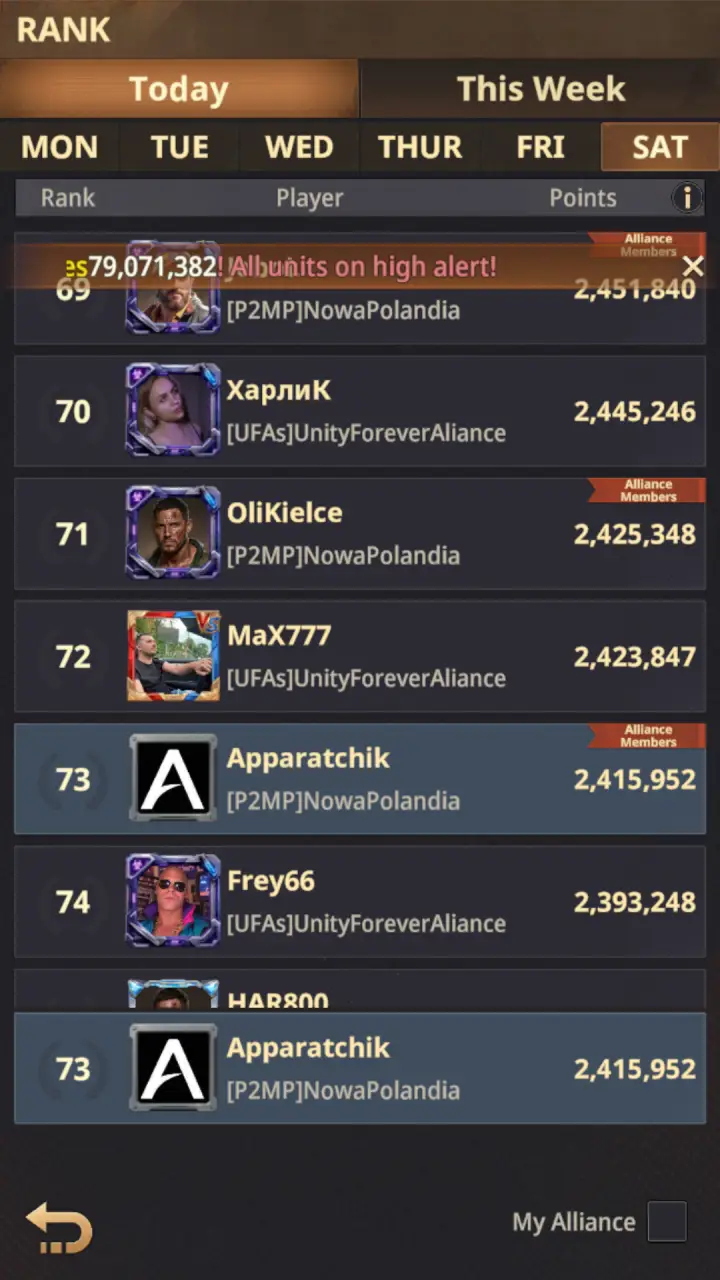 RANK
Today
This Week
MON
TUE
WED
THUR
FRI
SAT
Rank
Player
Points
Alliance
Members
es79,071,382! All units on high alert!
69
[P2MP]NowaPolandia
2,451,840
70
ХарлиК
[UFAs]UnityForeverAliance
2,445,246
Alliance
Members
71
OliKielce
[P2MP]NowaPolandia
2,425,348
72
MaX777
[UFAs]UnityForeverAliance
2,423,847
Alliance
Members
73
Apparatchik
[P2MP]NowaPolandia
2,415,952
74
Frey66
[UFAs]UnityForeverAliance
2,393,248
HAR800
73
Apparatchik
[P2MP]NowaPolandia
2,415,952
My Alliance